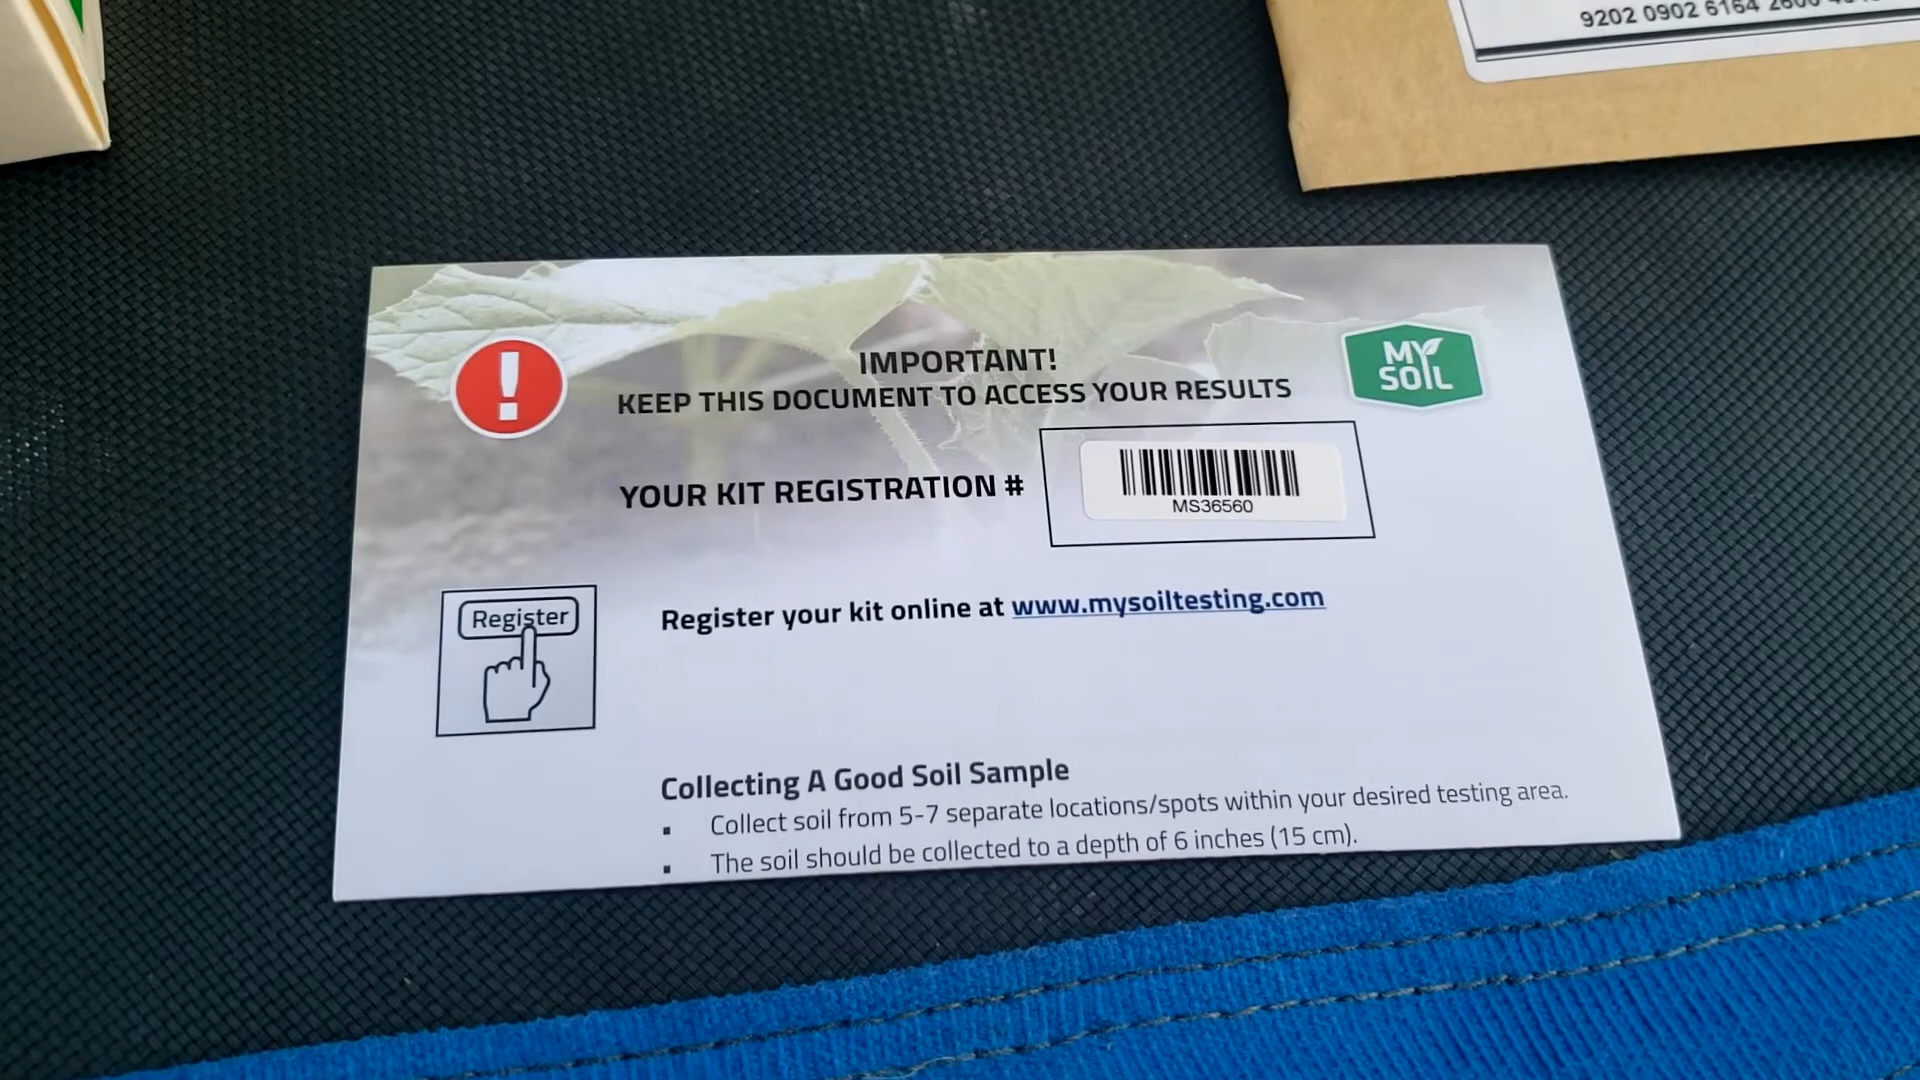 9202 0902 6164
IMPORTANT!
KEEP THIS DOCUMENT TO ACCESS YOUR RESULTS
MY
SOIL
YOUR KIT REGISTRATION #
MS36560
Register
Register your kit online at www.mysoiltesting.com
Collecting A Good Soil Sample
▪ Collect soil from 5-7 separate locations/spots within your desired testing area.
▪ The soil should be collected to a depth of 6 inches (15 cm).